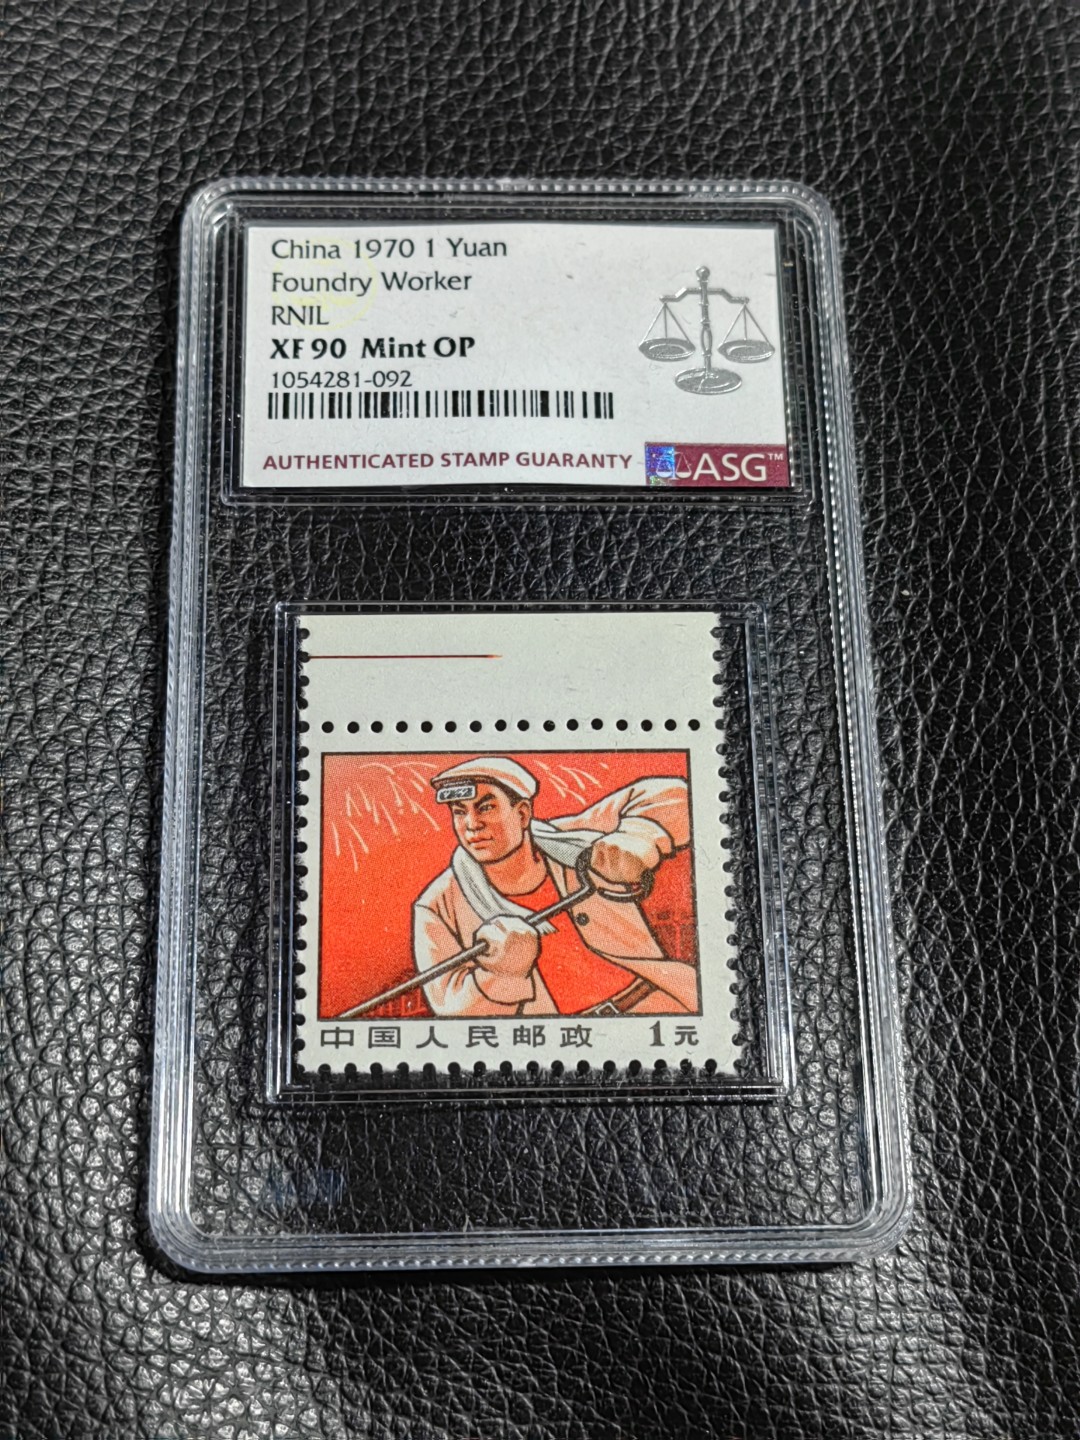 China 1970 1 Yuan
Foundry Worker
RNIL
XF 90 Mint OP
1054281-092
AUTHENTICATED STAMP GUARANTY
ASG™
中国人民邮政 1元